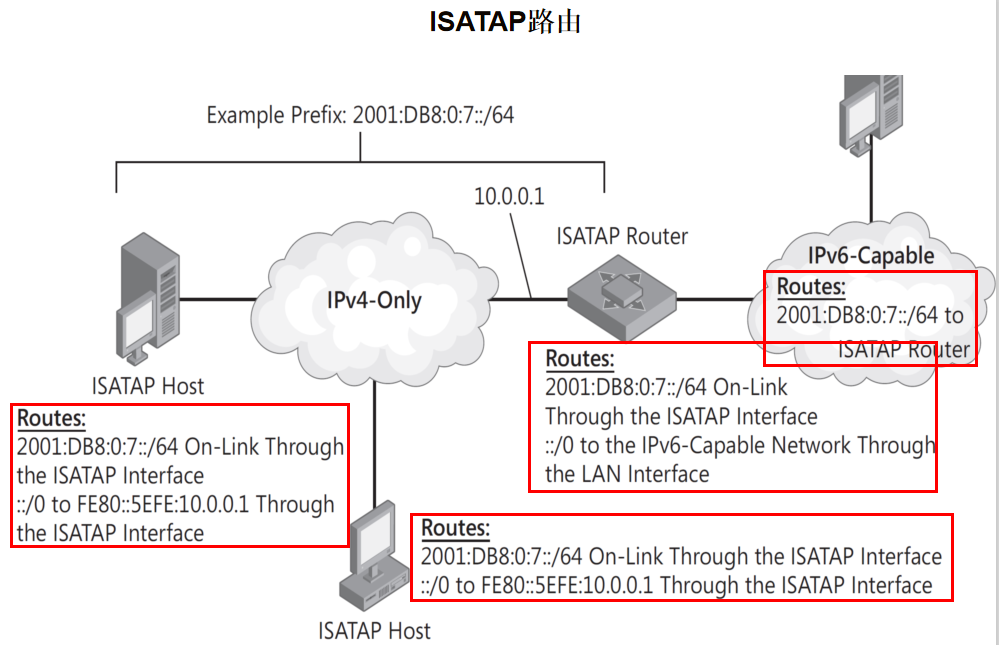 ISATAP路由
Example Prefix: 2001:DB8:0:7::/64
10.0.0.1
ISATAP Router
IPv4-Only
IPv6-Capable
Routes:
2001:DB8:0:7::/64 to
ISATAP Router
Routes:
2001:DB8:0:7::/64 On-Link
Through the ISATAP Interface
::/0 to the IPv6-Capable Network Through
the LAN Interface
ISATAP Host
Routes:
2001:DB8:0:7::/64 On-Link Through
the ISATAP Interface
::/0 to FE80::5EFE:10.0.0.1 Through
the ISATAP Interface
Routes:
2001:DB8:0:7::/64 On-Link Through the ISATAP Interface
::/0 to FE80::5EFE:10.0.0.1 Through the ISATAP Interface
ISATAP Host